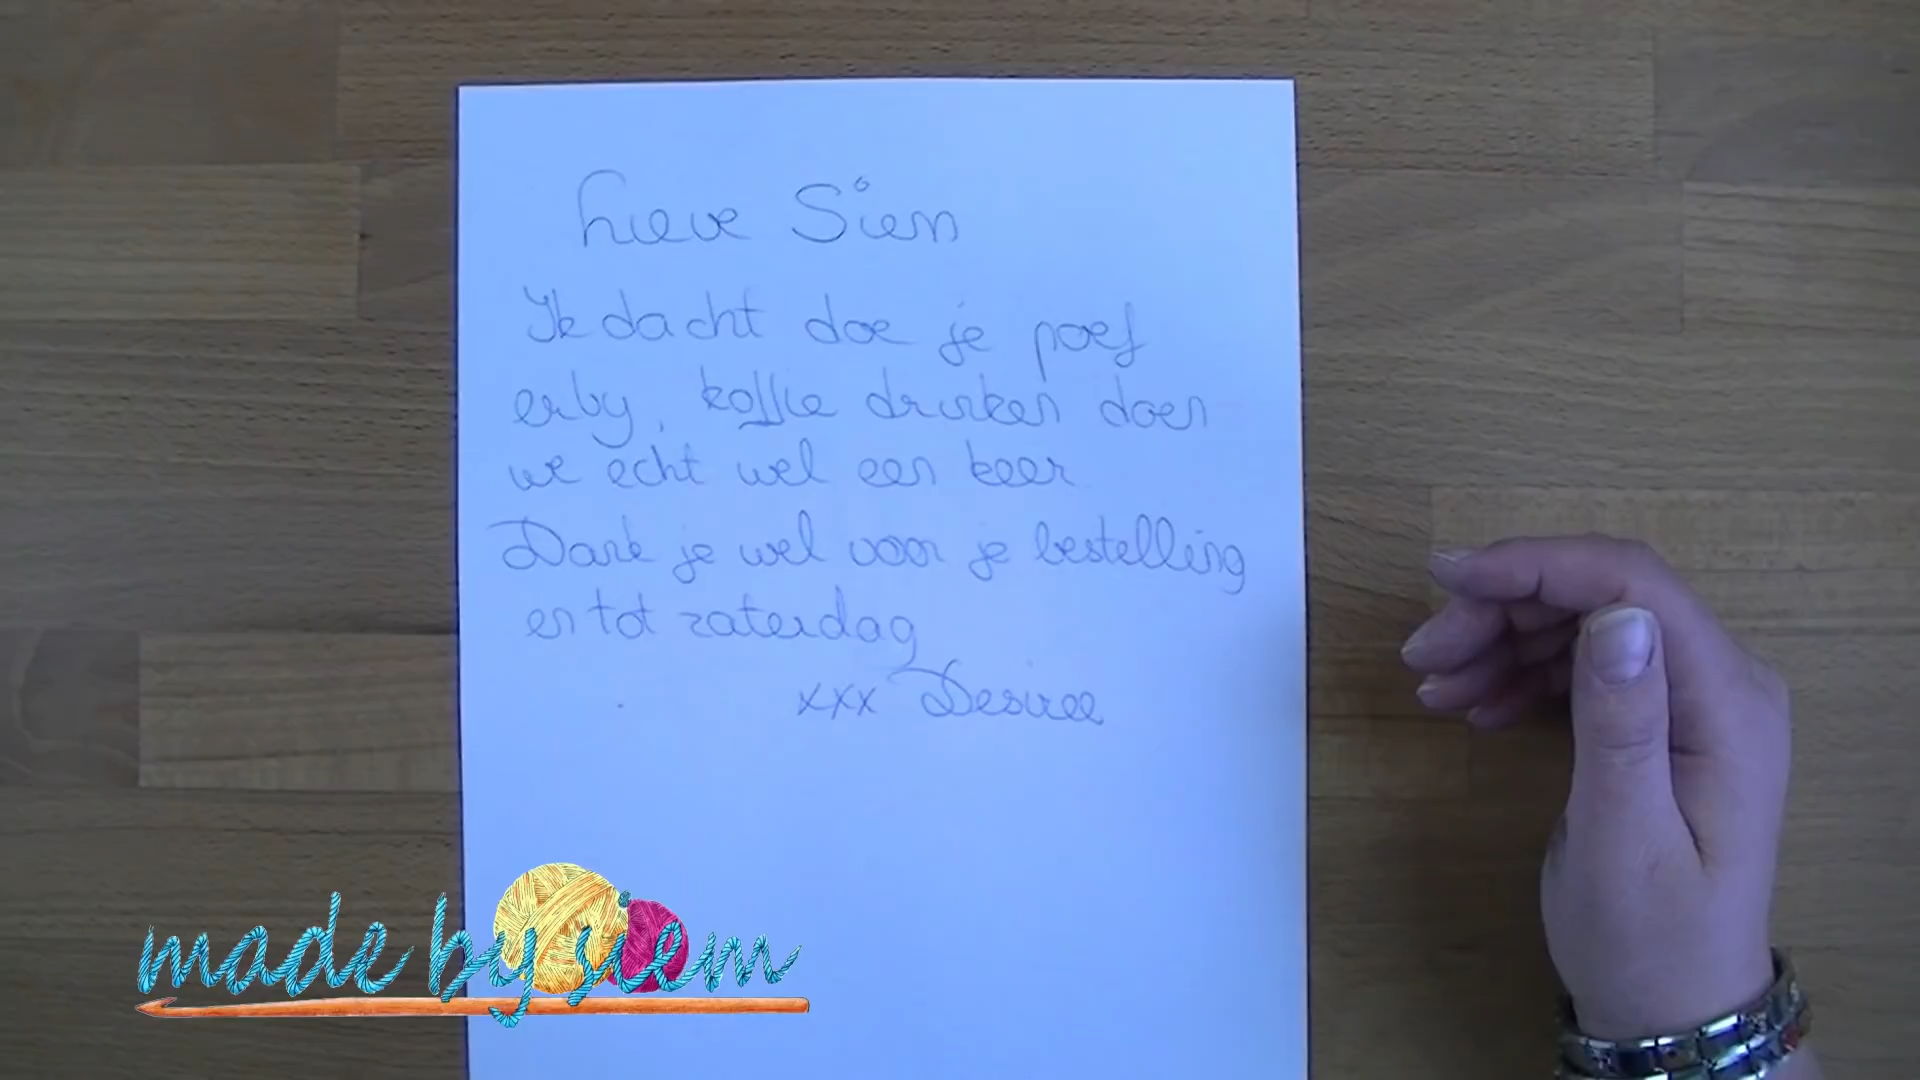 Lieve Siem
Ik dacht doe je poef
erby, koffie drinken doen
we echt wel een keer
Dank je wel voor je bestelling
en tot zaterdag
xxx Desiree
made by siem